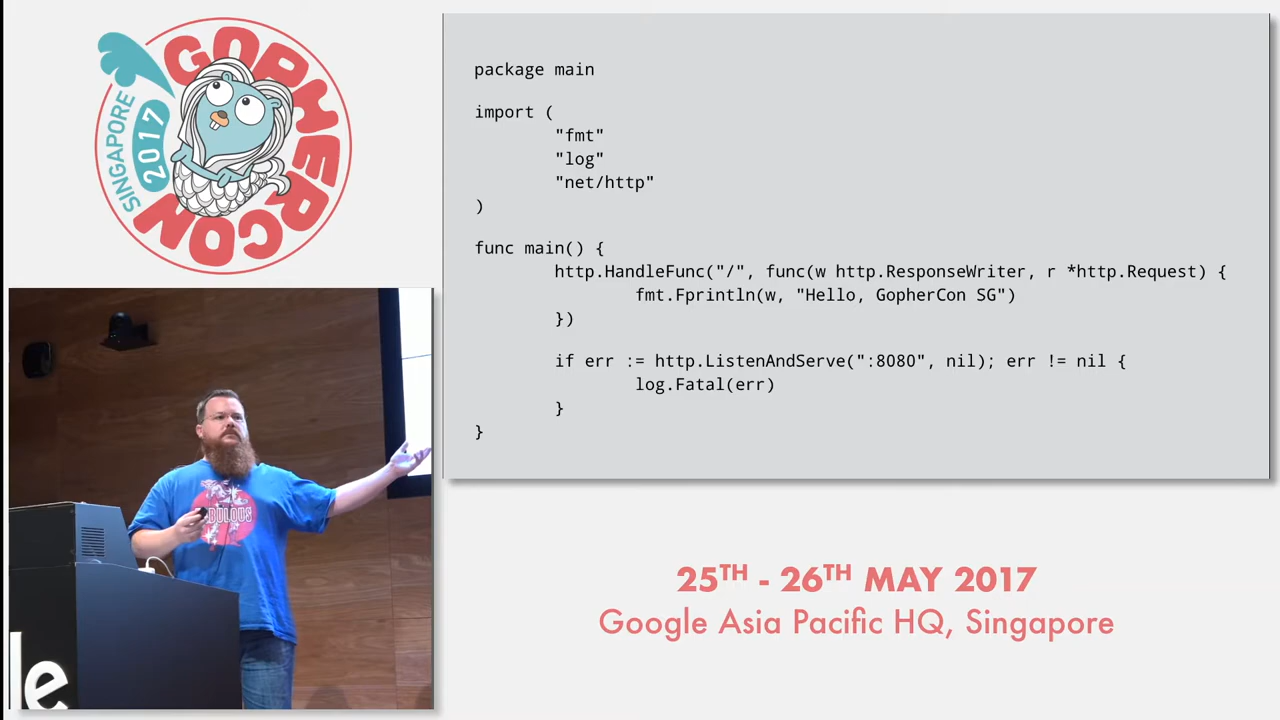 GOPHERCON
SINGAPORE
2017
package main
import (
"fmt"
"log"
"net/http"
)
func main() {
http.HandleFunc("/", func(w http.ResponseWriter, r *http.Request) {
fmt.Fprintln(w, "Hello, GopherCon SG")
})
if err := http.ListenAndServe(":8080", nil); err != nil {
log.Fatal(err)
}
}
25TH - 26TH MAY 2017
Google Asia Pacific HQ, Singapore
le